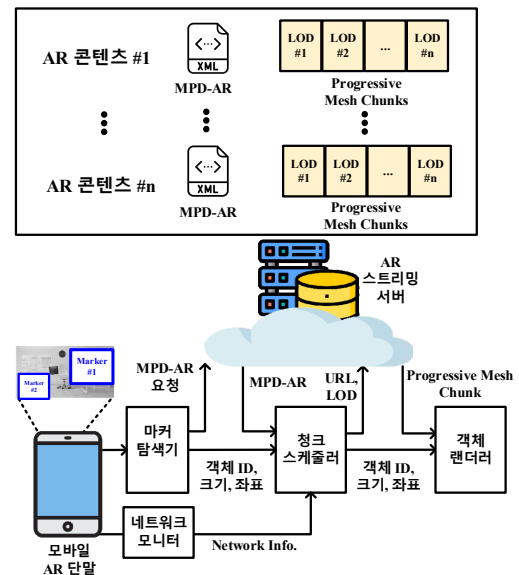 AR 콘텐츠 #1
<···>
XML
MPD-AR
LOD #1
LOD #2
...
LOD #n
Progressive
Mesh Chunks
AR 콘텐츠 #n
<···>
XML
MPD-AR
LOD #1
LOD #2
...
LOD #n
Progressive
Mesh Chunks
AR
스트리밍
서버
Marker
#1
Marker
#2
MPD-AR
요청
MPD-AR
URL,
LOD
Progressive Mesh
Chunk
마커
탐색기
객체 ID,
크기, 좌표
청크
스케줄러
객체 ID,
크기, 좌표
객체
랜더러
네트워크
모니터
Network Info.
모바일
AR 단말